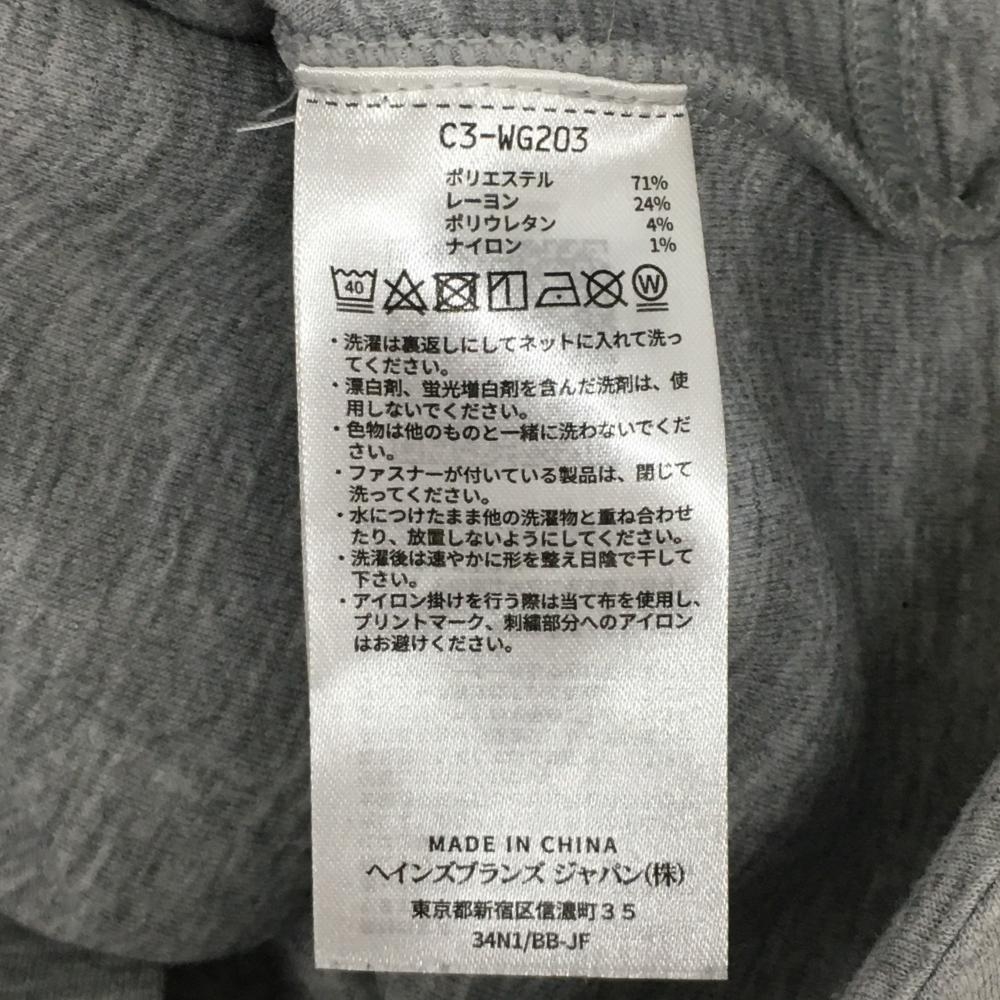 C3-WG203
ポリエステル 71%
レーヨン 24%
ポリウレタン 4%
ナイロン 1%
40 W
・洗濯は裏返しにしてネットに入れて洗っ
てください。
・漂白剤、蛍光増白剤を含んだ洗剤は、使
用しないでください。
・色物は他のものと一緒に洗わないでくだ
さい。
・ファスナーが付いている製品は、閉じて
洗ってください。
・水につけたまま他の洗濯物と重ね合わせ
たり、放置しないようにしてください。
・洗濯後は速やかに形を整え日陰で干して
下さい。
・アイロン掛けを行う際は当て布を使用し、
プリントマーク、刺繍部分へのアイロン
はお避けください。
MADE IN CHINA
ヘインズブランズ ジャパン(株)
東京都新宿区信濃町３５
34N1/BB-JF